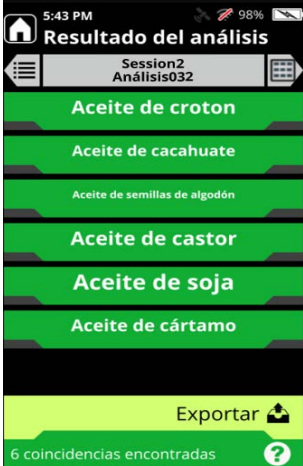 5:43 PM
98%
Resultado del análisis
Session2
Análisis032
Aceite de croton
Aceite de cacahuate
Aceite de semillas de algodón
Aceite de castor
Aceite de soja
Aceite de cártamo
Exportar
6 coincidencias encontradas
?